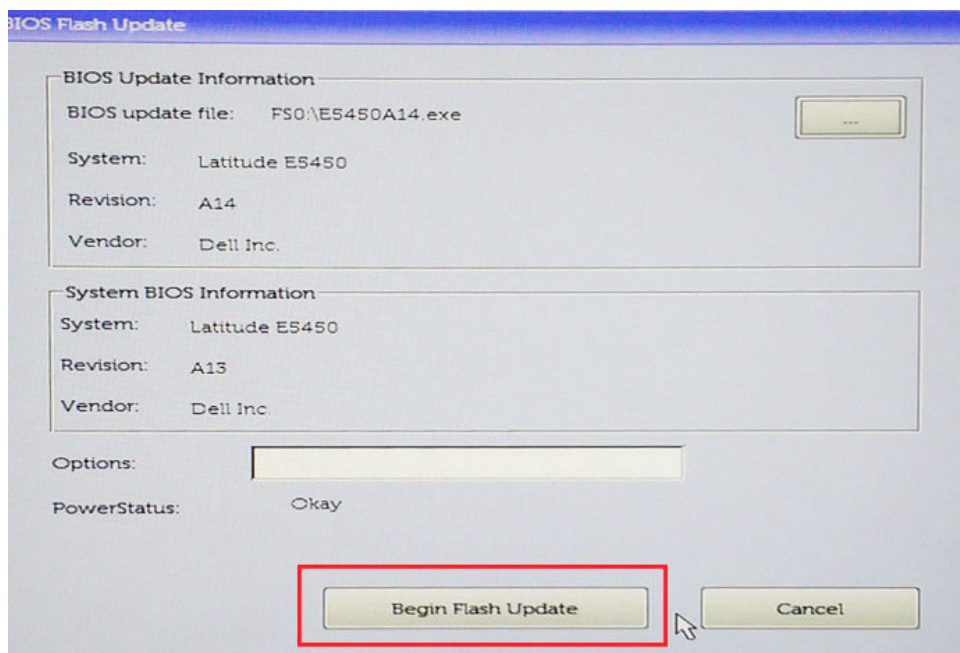 BIOS Flash Update
BIOS Update Information
BIOS update file: FS0:\E5450A14.exe
...
System: Latitude E5450
Revision: A14
Vendor: Dell Inc.
System BIOS Information
System: Latitude E5450
Revision: A13
Vendor: Dell Inc.
Options:
PowerStatus: Okay
Begin Flash Update
Cancel